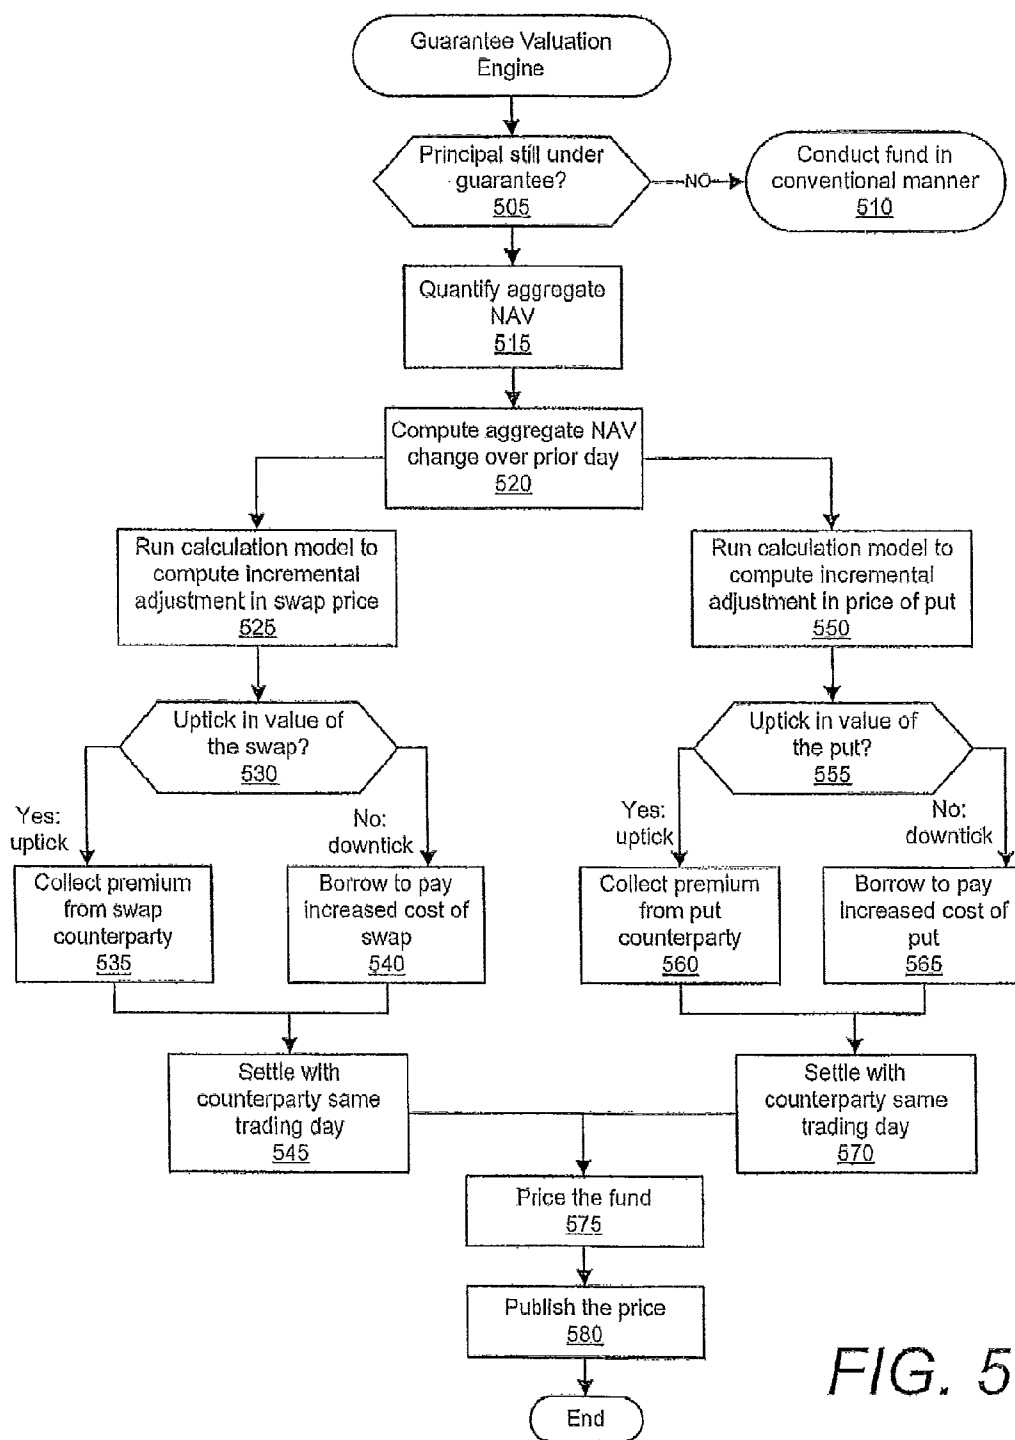 Guarantee Valuation
Engine
Principal still under
guarantee?
505
NO
Conduct fund in
conventional manner
510
Quantify aggregate
NAV
515
Compute aggregate NAV
change over prior day
520
Run calculation model to
compute incremental
adjustment in swap price
525
Run calculation model to
compute incremental
adjustment in price of put
550
Uptick in value of
the swap?
530
Uptick in value of
the put?
555
Yes:
uptick
No:
downtick
Yes:
uptick
No:
downtick
Collect premium
from swap
counterparty
535
Borrow to pay
increased cost of
swap
540
Collect premium
from put
counterparty
560
Borrow to pay
increased cost of
put
565
Settle with
counterparty same
trading day
545
Settle with
counterparty same
trading day
570
Price the fund
575
Publish the price
580
End
FIG. 5